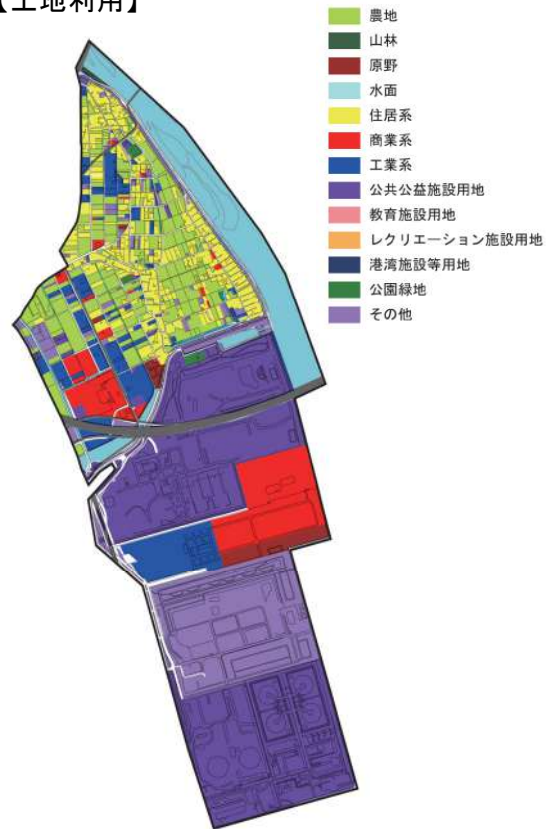 【土地利用】
農地
山林
原野
水面
住居系
商業系
工業系
公共公益施設用地
教育施設用地
レクリエーション施設用地
港湾施設等用地
公園緑地
その他